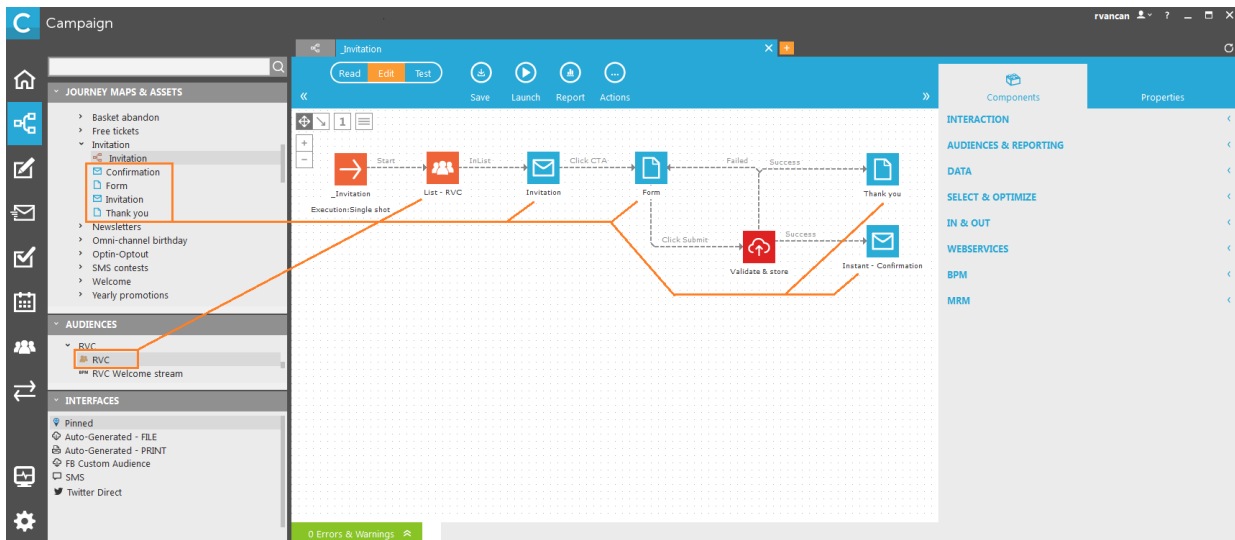 C Campaign
rvancan ?
_Invitation
Read Edit Test
Save Launch Report Actions
Components
Properties
JOURNEY MAPS & ASSETS
Basket abandon
Free tickets
Invitation
Invitation
Confirmation
Form
Invitation
Thank you
Newsletters
Omni-channel birthday
Optin-Optout
SMS contests
Welcome
Yearly promotions
AUDIENCES
RVC
RVC
RVC Welcome stream
INTERFACES
Pinned
Auto-Generated - FILE
Auto-Generated - PRINT
FB Custom Audience
SMS
Twitter Direct
1
Start
InList
Click CTA
Failed
Success
_Invitation
List - RVC
Invitation
Form
Thank you
Execution:Single shot
Click Submit
Success
Validate & store
Instant - Confirmation
0 Errors & Warnings
INTERACTION
AUDIENCES & REPORTING
DATA
SELECT & OPTIMIZE
IN & OUT
WEBSERVICES
BPM
MRM